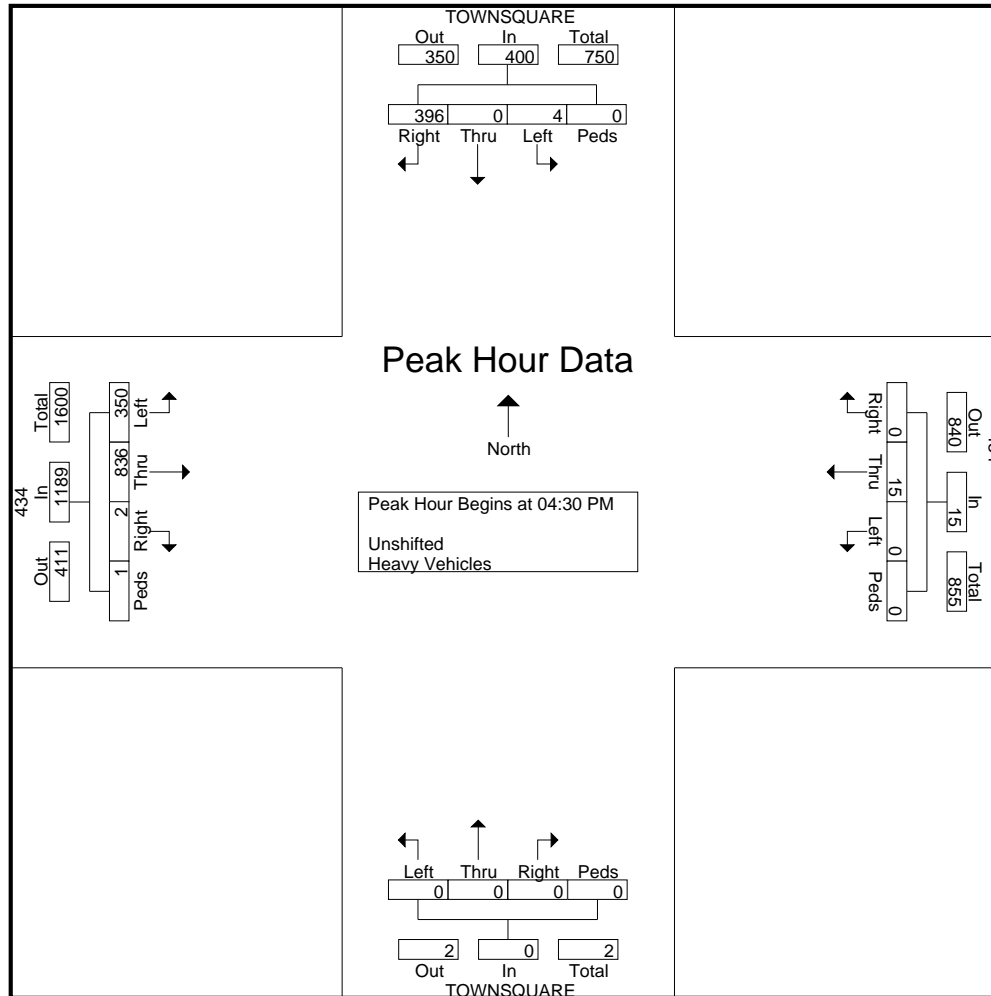 TOWNSQUARE
Out In Total
350 400 750
396 0 4 0
Right Thru Left Peds
Peak Hour Data
North
Peak Hour Begins at 04:30 PM
Unshifted
Heavy Vehicles
434
Out In Total
411 1189 1600
Left Thru Right Peds
350 836 2 1
Out In Total
840 15 855
Right Thru Left Peds
0 15 0 0
Left Thru Right Peds
0 0 0 0
2 0 2
Out In Total
TOWNSQUARE